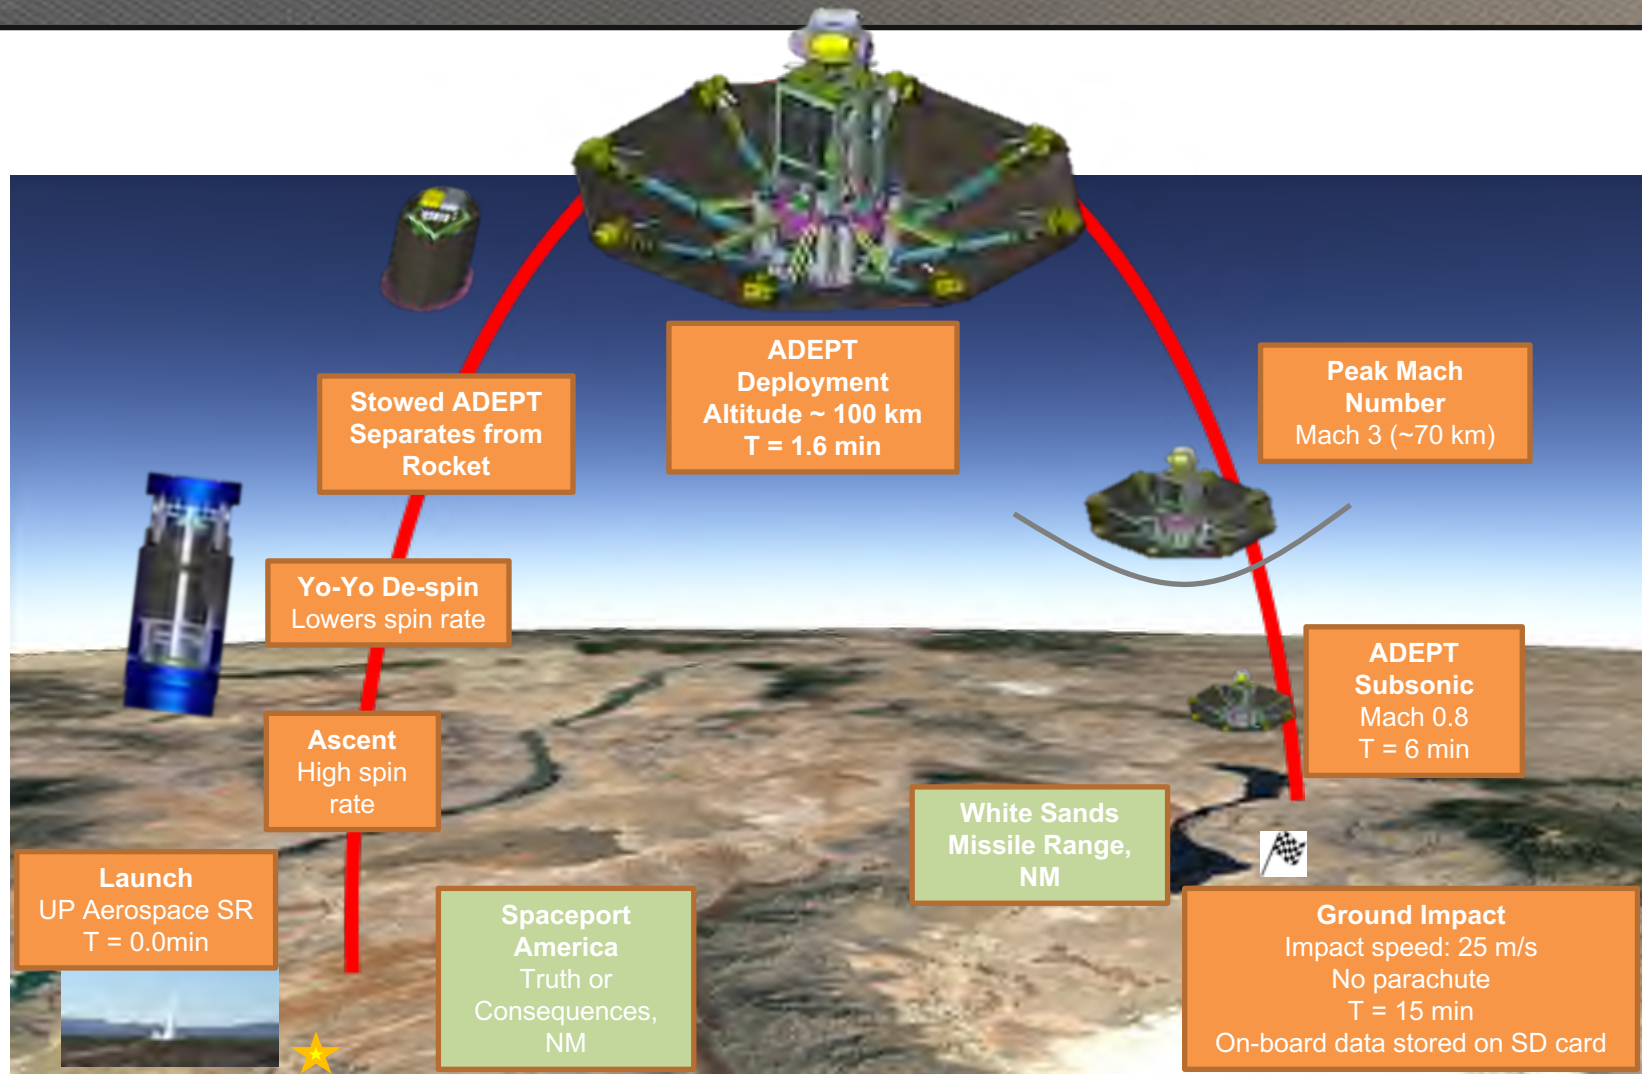 ADEPT
Deployment
Altitude ~ 100 km
T = 1.6 min
Peak Mach
Number
Mach 3 (~70 km)
Stowed ADEPT
Separates from
Rocket
Yo-Yo De-spin
Lowers spin rate
ADEPT
Subsonic
Mach 0.8
T = 6 min
Ascent
High spin
rate
White Sands
Missile Range,
NM
Launch
UP Aerospace SR
T = 0.0min
Spaceport
America
Truth or
Consequences,
NM
Ground Impact
Impact speed: 25 m/s
No parachute
T = 15 min
On-board data stored on SD card